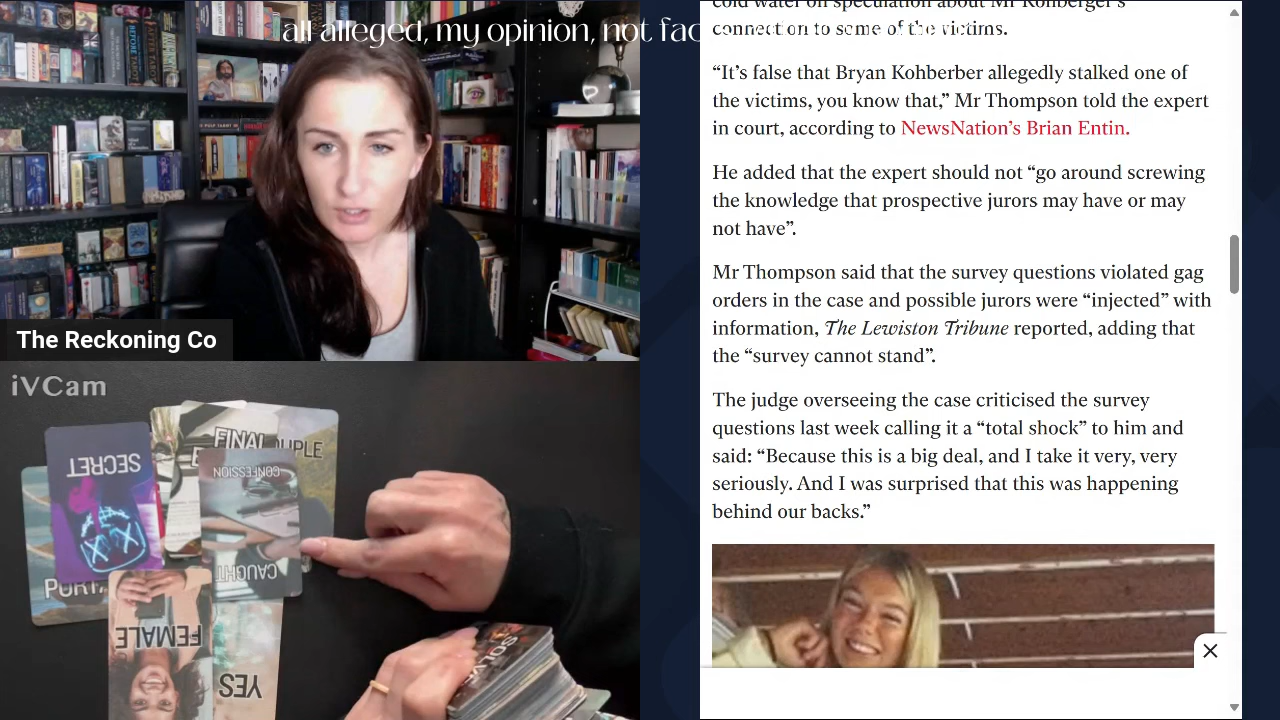 all alleged, my opinion, not fac
The Reckoning Co
iVCam
SECRET
FINAL
UPLE
CONFESSION
CAUGHT
FEMALE
YES
SOLVE
connection to some of the victims.
“It’s false that Bryan Kohberber allegedly stalked one of
the victims, you know that,” Mr Thompson told the expert
in court, according to NewsNation’s Brian Entin.
He added that the expert should not “go around screwing
the knowledge that prospective jurors may have or may
not have”.
Mr Thompson said that the survey questions violated gag
orders in the case and possible jurors were “injected” with
information, The Lewiston Tribune reported, adding that
the “survey cannot stand”.
The judge overseeing the case criticised the survey
questions last week calling it a “total shock” to him and
said: “Because this is a big deal, and I take it very, very
seriously. And I was surprised that this was happening
behind our backs.”